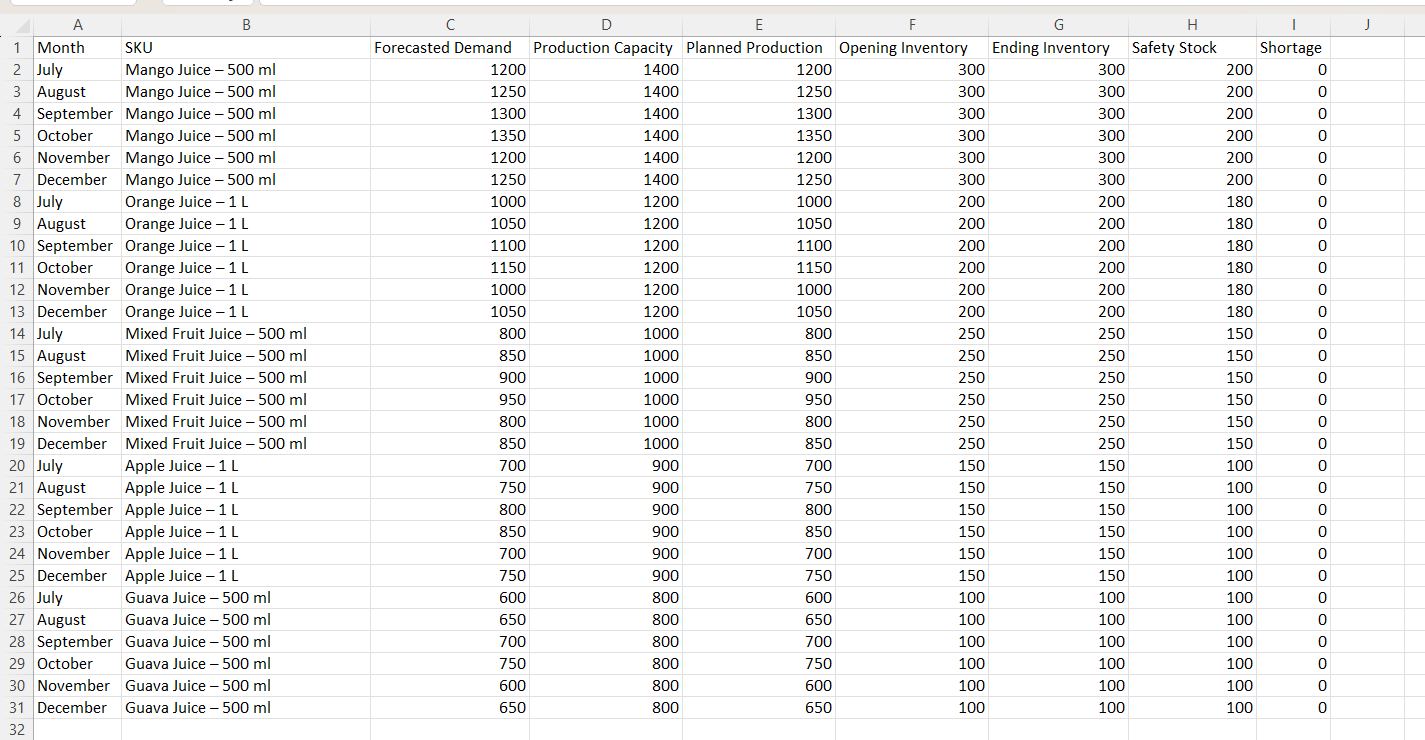 A B C D E F G H I J
1 Month SKU Forecasted Demand Production Capacity Planned Production Opening Inventory Ending Inventory Safety Stock Shortage
2 July Mango Juice – 500 ml 1200 1400 1200 300 300 200 0
3 August Mango Juice – 500 ml 1250 1400 1250 300 300 200 0
4 September Mango Juice – 500 ml 1300 1400 1300 300 300 200 0
5 October Mango Juice – 500 ml 1350 1400 1350 300 300 200 0
6 November Mango Juice – 500 ml 1200 1400 1200 300 300 200 0
7 December Mango Juice – 500 ml 1250 1400 1250 300 300 200 0
8 July Orange Juice – 1 L 1000 1200 1000 200 200 180 0
9 August Orange Juice – 1 L 1050 1200 1050 200 200 180 0
10 September Orange Juice – 1 L 1100 1200 1100 200 200 180 0
11 October Orange Juice – 1 L 1150 1200 1150 200 200 180 0
12 November Orange Juice – 1 L 1000 1200 1000 200 200 180 0
13 December Orange Juice – 1 L 1050 1200 1050 200 200 180 0
14 July Mixed Fruit Juice – 500 ml 800 1000 800 250 250 150 0
15 August Mixed Fruit Juice – 500 ml 850 1000 850 250 250 150 0
16 September Mixed Fruit Juice – 500 ml 900 1000 900 250 250 150 0
17 October Mixed Fruit Juice – 500 ml 950 1000 950 250 250 150 0
18 November Mixed Fruit Juice – 500 ml 800 1000 800 250 250 150 0
19 December Mixed Fruit Juice – 500 ml 850 1000 850 250 250 150 0
20 July Apple Juice – 1 L 700 900 700 150 150 100 0
21 August Apple Juice – 1 L 750 900 750 150 150 100 0
22 September Apple Juice – 1 L 800 900 800 150 150 100 0
23 October Apple Juice – 1 L 850 900 850 150 150 100 0
24 November Apple Juice – 1 L 700 900 700 150 150 100 0
25 December Apple Juice – 1 L 750 900 750 150 150 100 0
26 July Guava Juice – 500 ml 600 800 600 100 100 100 0
27 August Guava Juice – 500 ml 650 800 650 100 100 100 0
28 September Guava Juice – 500 ml 700 800 700 100 100 100 0
29 October Guava Juice – 500 ml 750 800 750 100 100 100 0
30 November Guava Juice – 500 ml 600 800 600 100 100 100 0
31 December Guava Juice – 500 ml 650 800 650 100 100 100 0
32